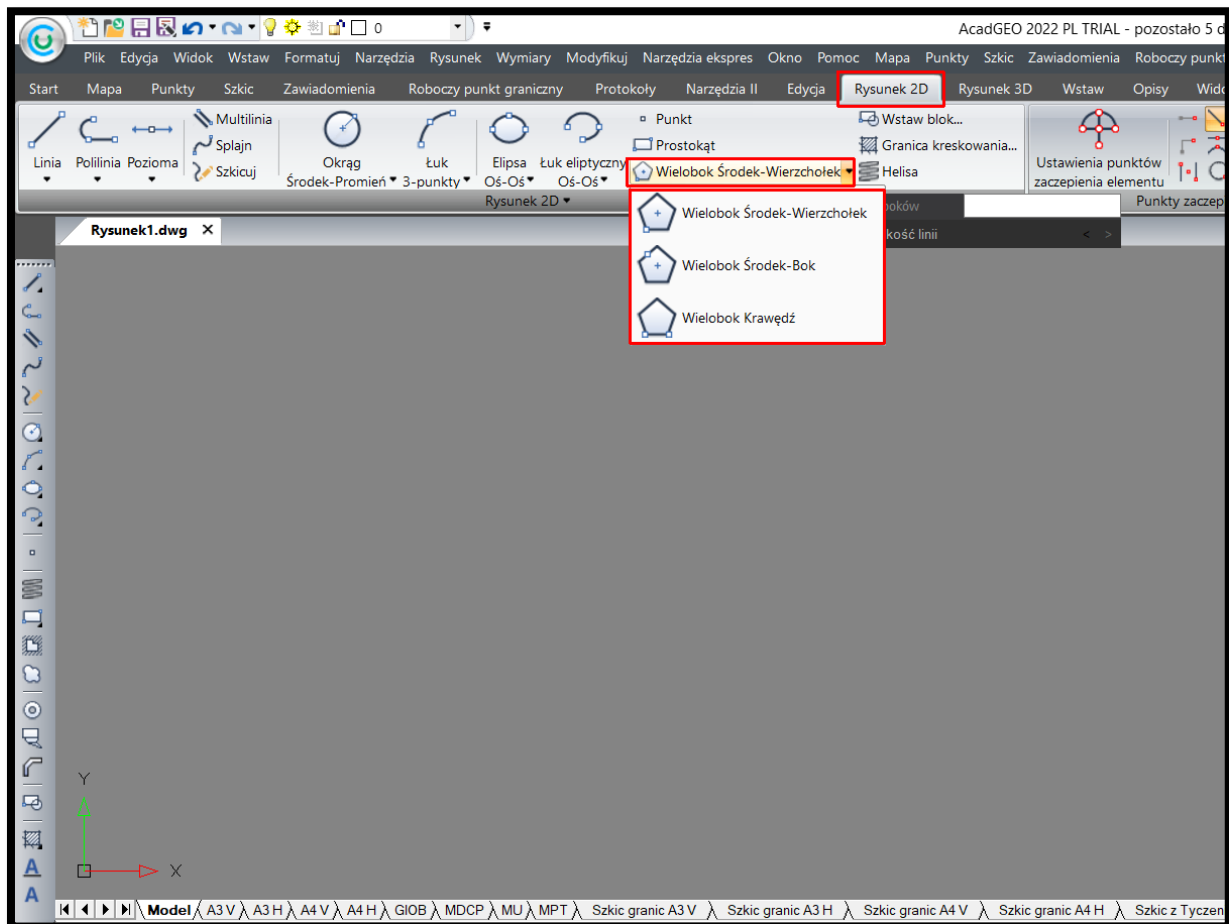 0
AcadGEO 2022 PL TRIAL - pozostało 5 d
Plik Edycja Widok Wstaw Formatuj Narzędzia Rysunek Wymiary Modyfikuj Narzędzia ekspres Okno Pomoc Mapa Punkty Szkic Zawiadomienia Roboczy punkt
Start Mapa Punkty Szkic Zawiadomienia Roboczy punkt graniczny Protokoły Narzędzia II Edycja Rysunek 2D Rysunek 3D Wstaw Opisy Wido
Linia
Polilinia
Pozioma
Multilinia
Splajn
Szkicuj
Okrąg
Środek-Promień
Łuk
3-punkty
Elipsa
Oś-Oś
Łuk eliptyczny
Oś-Oś
Punkt
Prostokąt
Wielobok Środek-Wierzchołek
Wstaw blok...
Granica kreskowania...
Helisa
Ustawienia punktów
zaczepienia elementu
Rysunek 2D
Punkty zaczep
Wielobok Środek-Wierzchołek
Wielobok Środek-Bok
Wielobok Krawędź
boków
kość linii
Rysunek1.dwg X
Y
X
A
A
Model A3 V A3 H A4 V A4 H GIOB MDCP MU MPT Szkic granic A3 V Szkic granic A3 H Szkic granic A4 V Szkic granic A4 H Szkic z Tyczen